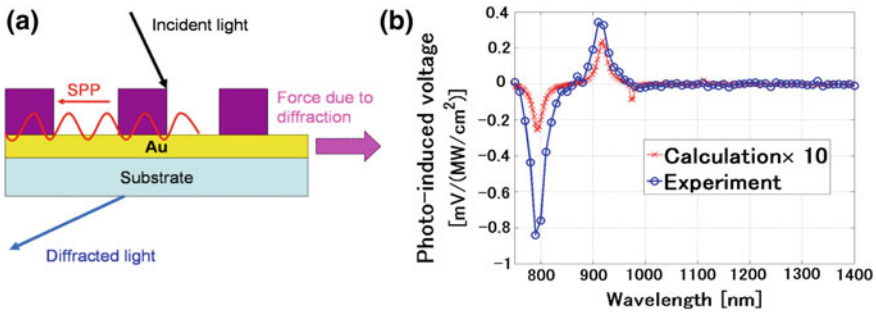 (a)
Incident light
SPP
Force due to
diffraction
Au
Substrate
Diffracted light
(b)
Photo-induced voltage
[mV/(MW/cm²)]
0.4
0.2
0
-0.2
-0.4
-0.6
-0.8
-1
Calculation× 10
Experiment
800 900 1000 1100 1200 1300 1400
Wavelength [nm]